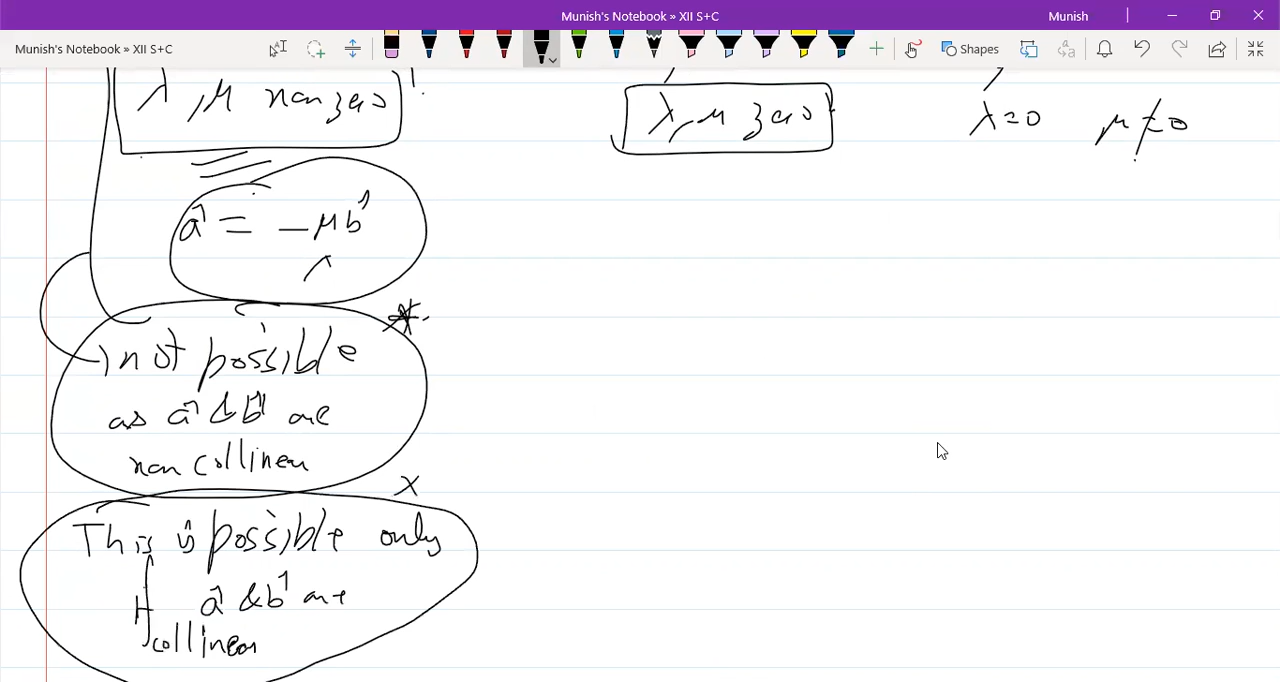 Munish's Notebook » XII S+C
Munish
Munish's Notebook » XII S+C
Shapes
λ, μ non zero
λ, μ zero
λ=0 μ≠0
a⃗ = -μb⃗
not possible
as a⃗ & b⃗ are
non collinear
This is possible only
if a⃗ & b⃗ are
collinear